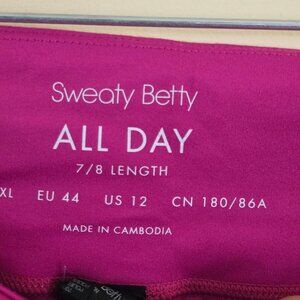 Sweaty Betty
ALL DAY
7/8 LENGTH
XL EU 44 US 12 CN 180/86A
MADE IN CAMBODIA